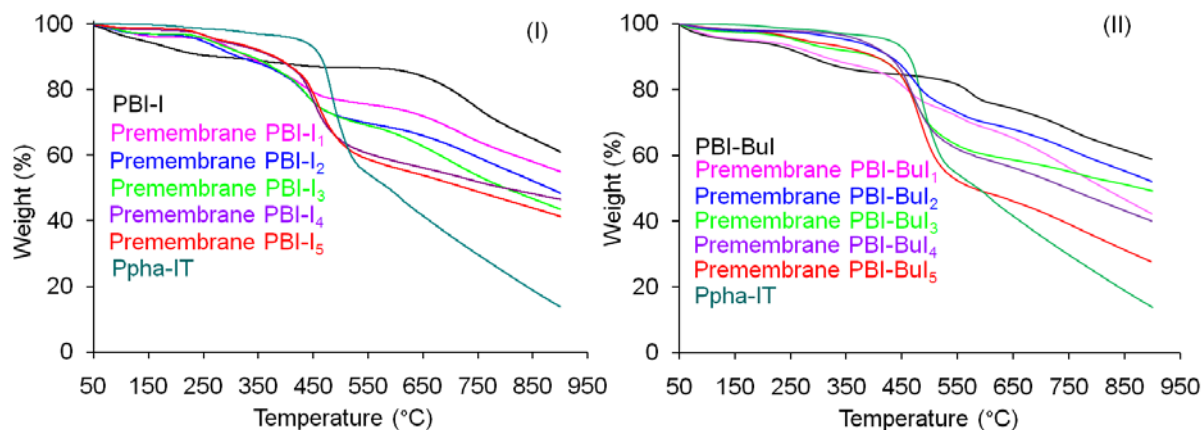 (I)
100
80
60
40
20
0
Weight (%)
PBI-I
Premembrane PBI-I₁
Premembrane PBI-I₂
Premembrane PBI-I₃
Premembrane PBI-I₄
Premembrane PBI-I₅
Ppha-IT
50 150 250 350 450 550 650 750 850 950
Temperature (°C)
(II)
100
80
60
40
20
0
Weight (%)
PBI-BuI
Premembrane PBI-BuI₁
Premembrane PBI-BuI₂
Premembrane PBI-BuI₃
Premembrane PBI-BuI₄
Premembrane PBI-BuI₅
Ppha-IT
50 150 250 350 450 550 650 750 850 950
Temperature (°C)